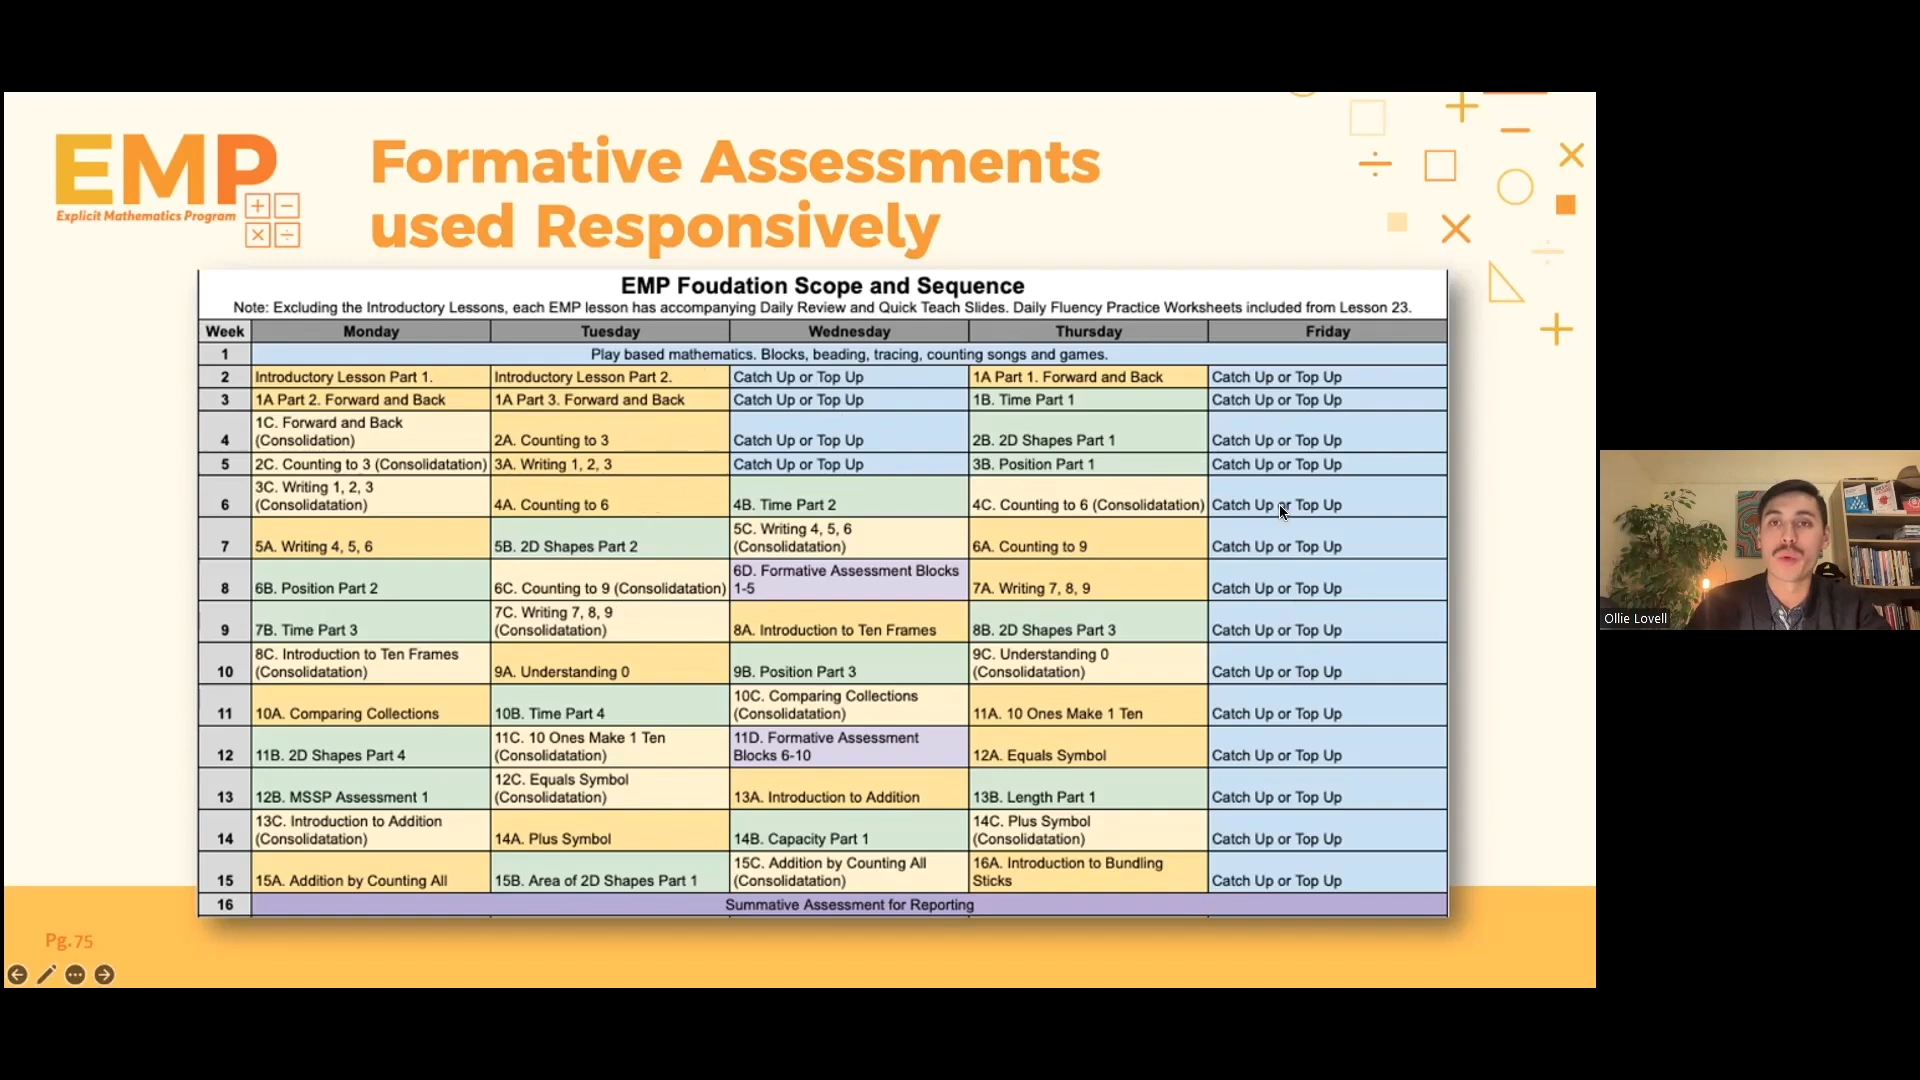 EMP
Explicit Mathematics Program
Formative Assessments
used Responsively
EMP Foudation Scope and Sequence
Note: Excluding the Introductory Lessons, each EMP lesson has accompanying Daily Review and Quick Teach Slides. Daily Fluency Practice Worksheets included from Lesson 23.
Week Monday Tuesday Wednesday Thursday Friday
1 Play based mathematics. Blocks, beading, tracing, counting songs and games.
2 Introductory Lesson Part 1. Introductory Lesson Part 2. Catch Up or Top Up 1A Part 1. Forward and Back Catch Up or Top Up
3 1A Part 2. Forward and Back 1A Part 3. Forward and Back Catch Up or Top Up 1B. Time Part 1 Catch Up or Top Up
1C. Forward and Back
4 (Consolidation) 2A. Counting to 3 Catch Up or Top Up 2B. 2D Shapes Part 1 Catch Up or Top Up
5 2C. Counting to 3 (Consolidatation) 3A. Writing 1, 2, 3 Catch Up or Top Up 3B. Position Part 1 Catch Up or Top Up
3C. Writing 1, 2, 3
6 (Consolidatation) 4A. Counting to 6 4B. Time Part 2 4C. Counting to 6 (Consolidatation) Catch Up or Top Up
5C. Writing 4, 5, 6
7 5A. Writing 4, 5, 6 5B. 2D Shapes Part 2 (Consolidatation) 6A. Counting to 9 Catch Up or Top Up
6D. Formative Assessment Blocks
8 6B. Position Part 2 6C. Counting to 9 (Consolidatation) 1-5 7A. Writing 7, 8, 9 Catch Up or Top Up
7C. Writing 7, 8, 9
9 7B. Time Part 3 (Consolidatation) 8A. Introduction to Ten Frames 8B. 2D Shapes Part 3 Catch Up or Top Up
8C. Introduction to Ten Frames 9C. Understanding 0
10 (Consolidatation) 9A. Understanding 0 9B. Position Part 3 (Consolidatation) Catch Up or Top Up
10C. Comparing Collections
11 10A. Comparing Collections 10B. Time Part 4 (Consolidatation) 11A. 10 Ones Make 1 Ten Catch Up or Top Up
11C. 10 Ones Make 1 Ten 11D. Formative Assessment
12 11B. 2D Shapes Part 4 (Consolidatation) Blocks 6-10 12A. Equals Symbol Catch Up or Top Up
12C. Equals Symbol
13 12B. MSSP Assessment 1 (Consolidatation) 13A. Introduction to Addition 13B. Length Part 1 Catch Up or Top Up
13C. Introduction to Addition 14C. Plus Symbol
14 (Consolidatation) 14A. Plus Symbol 14B. Capacity Part 1 (Consolidatation) Catch Up or Top Up
15C. Addition by Counting All 16A. Introduction to Bundling
15 15A. Addition by Counting All 15B. Area of 2D Shapes Part 1 (Consolidatation) Sticks Catch Up or Top Up
16 Summative Assessment for Reporting
Pg.75
Ollie Lovell